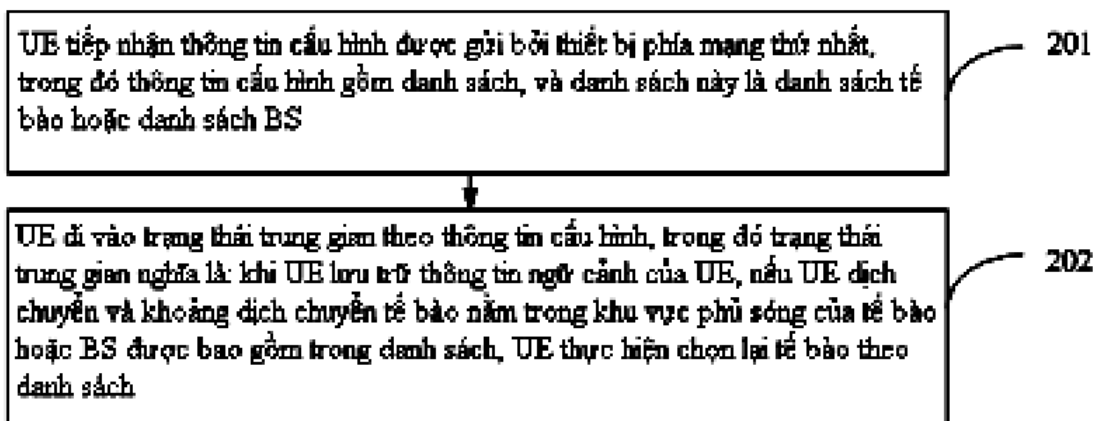 UE tiếp nhận thông tin cấu hình được gửi bởi thiết bị phía mạng thứ nhất,
trong đó thông tin cấu hình gồm danh sách, và danh sách này là danh sách tế
bào hoặc danh sách BS
201
UE đi vào trạng thái trung gian theo thông tin cấu hình, trong đó trạng thái
trung gian nghĩa là: khi UE lưu trữ thông tin ngữ cảnh của UE, nếu UE dịch
chuyển và khoảng dịch chuyển tế bào nằm trong khu vực phủ sóng của tế bào
hoặc BS được bao gồm trong danh sách, UE thực hiện chọn lại tế bào theo
danh sách
202